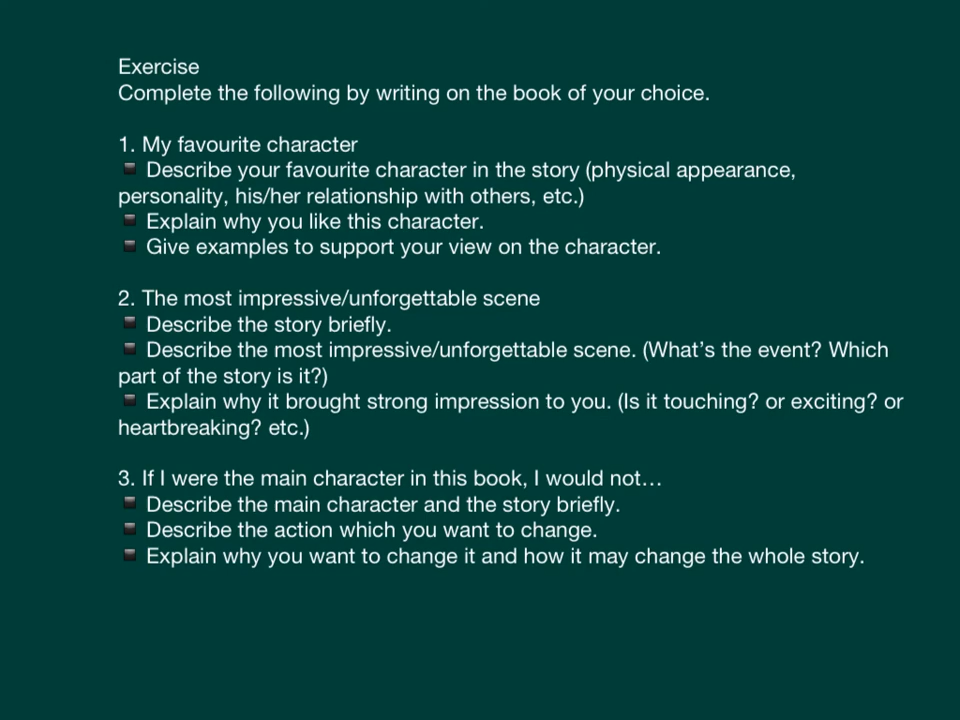 Exercise
Complete the following by writing on the book of your choice.
1. My favourite character
▪ Describe your favourite character in the story (physical appearance,
personality, his/her relationship with others, etc.)
▪ Explain why you like this character.
▪ Give examples to support your view on the character.
2. The most impressive/unforgettable scene
▪ Describe the story briefly.
▪ Describe the most impressive/unforgettable scene. (What’s the event? Which
part of the story is it?)
▪ Explain why it brought strong impression to you. (Is it touching? or exciting? or
heartbreaking? etc.)
3. If I were the main character in this book, I would not…
▪ Describe the main character and the story briefly.
▪ Describe the action which you want to change.
▪ Explain why you want to change it and how it may change the whole story.